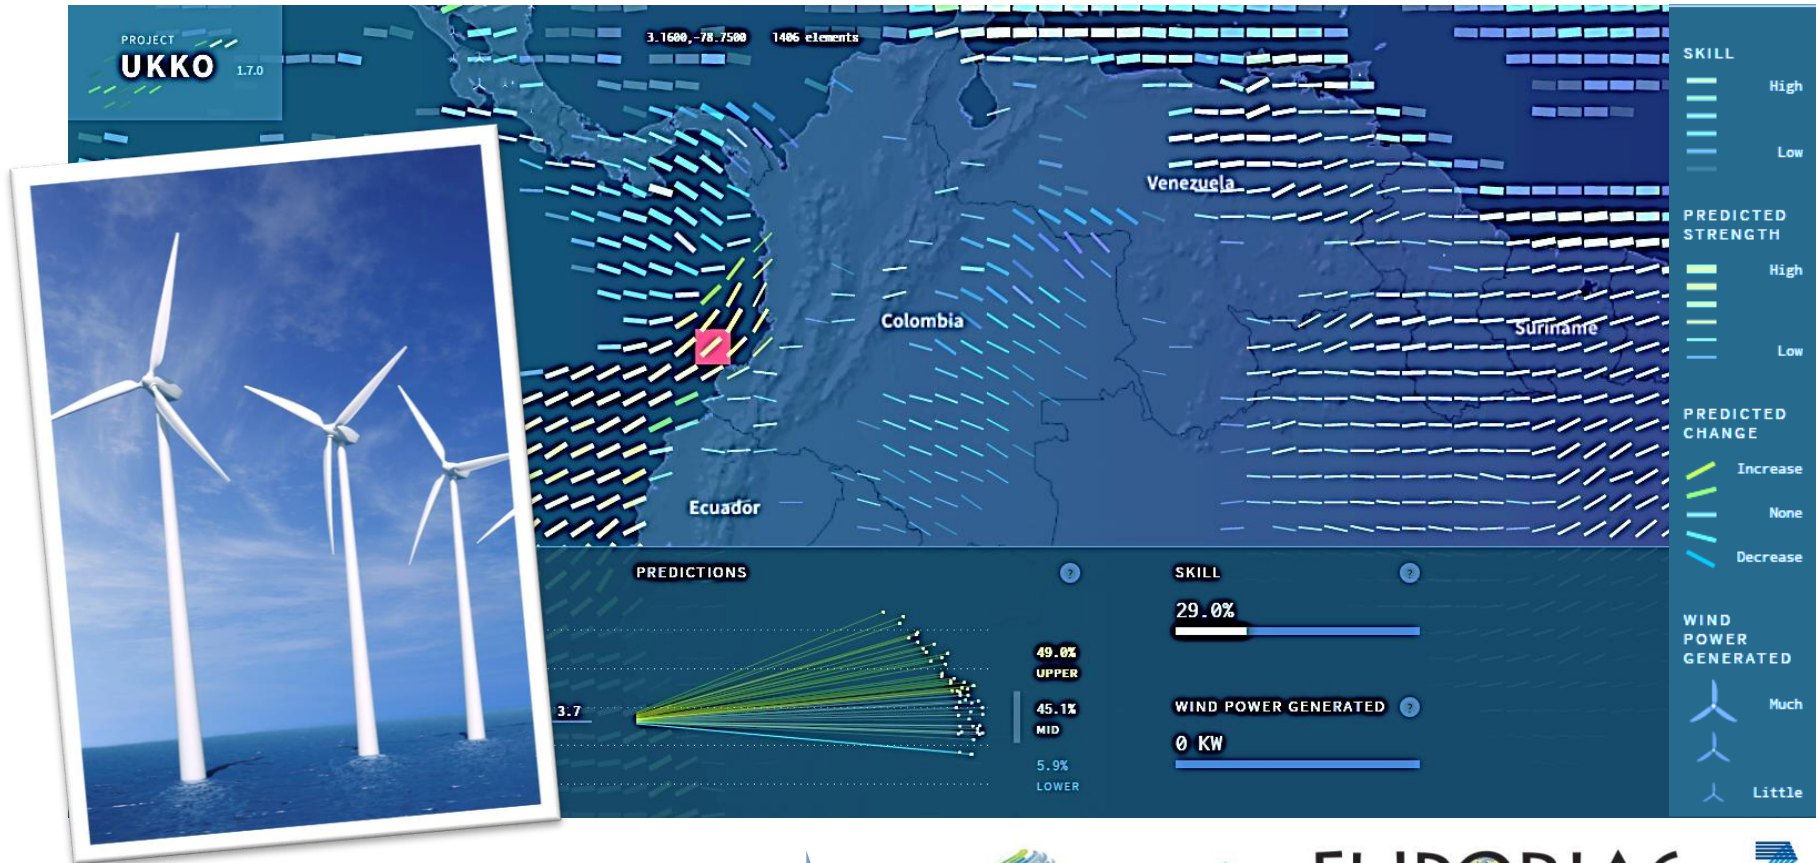 PROJECT
UKKO 1.7.0
3.1600,-78.7500 1406 elements
Venezuela
Colombia
Suriname
Ecuador
SKILL
High
Low
PREDICTED
STRENGTH
High
Low
PREDICTED
CHANGE
Increase
None
Decrease
WIND
POWER
GENERATED
Much
Little
PREDICTIONS ?
3.7
49.0%
UPPER
45.1%
MID
5.9%
LOWER
SKILL ?
29.0%
WIND POWER GENERATED ?
0 KW